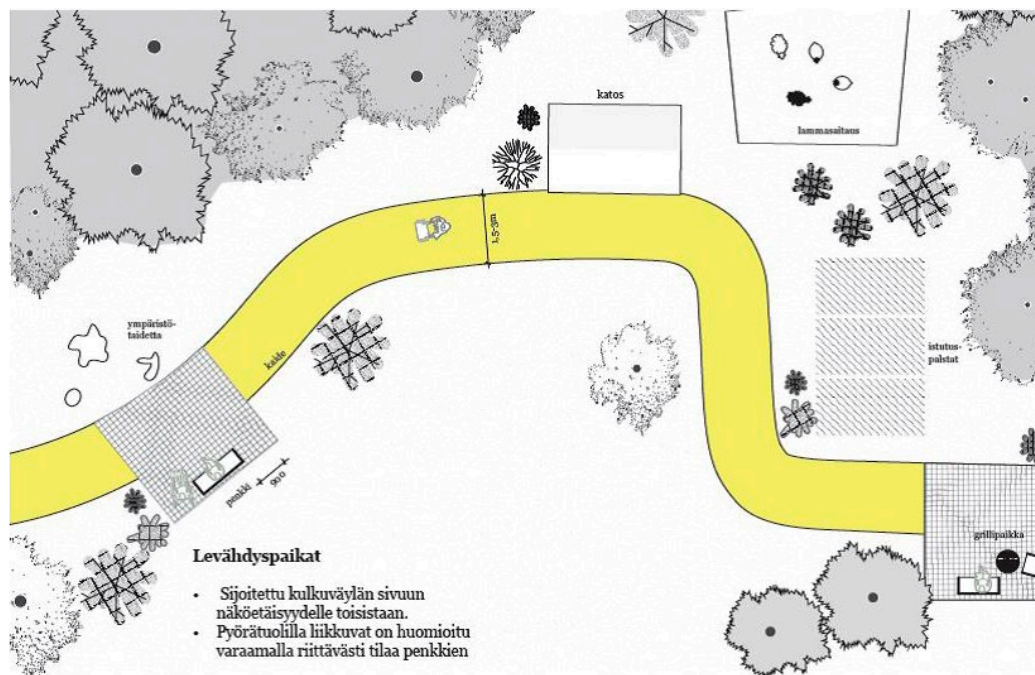 katos
lammasaitaus
1,5-3m
ympäristö-
taidetta
kaide
istutus-
palstat
penkki
900
grillipaikka
Levähdyspaikat
• Sijoitettu kulkuväylän sivuun
näköetäisyydelle toisistaan.
• Pyörätuolilla liikkuvat on huomioitu
varaamalla riittävästi tilaa penkkien